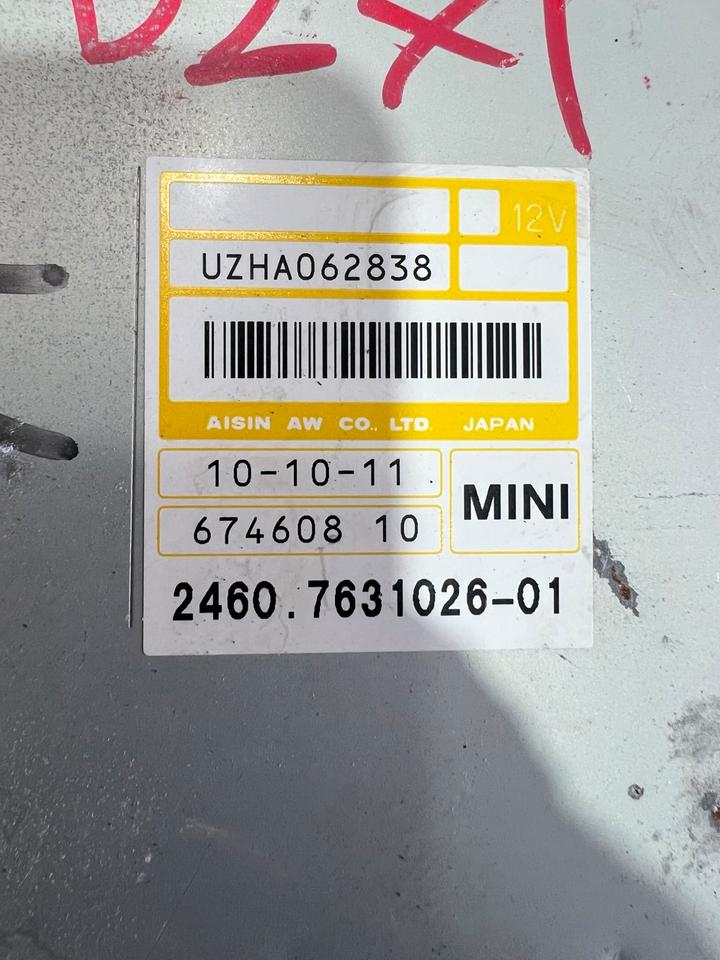 12V
UZHA062838
AISIN AW CO., LTD. JAPAN
10-10-11
MINI
674608 10
2460.7631026-01